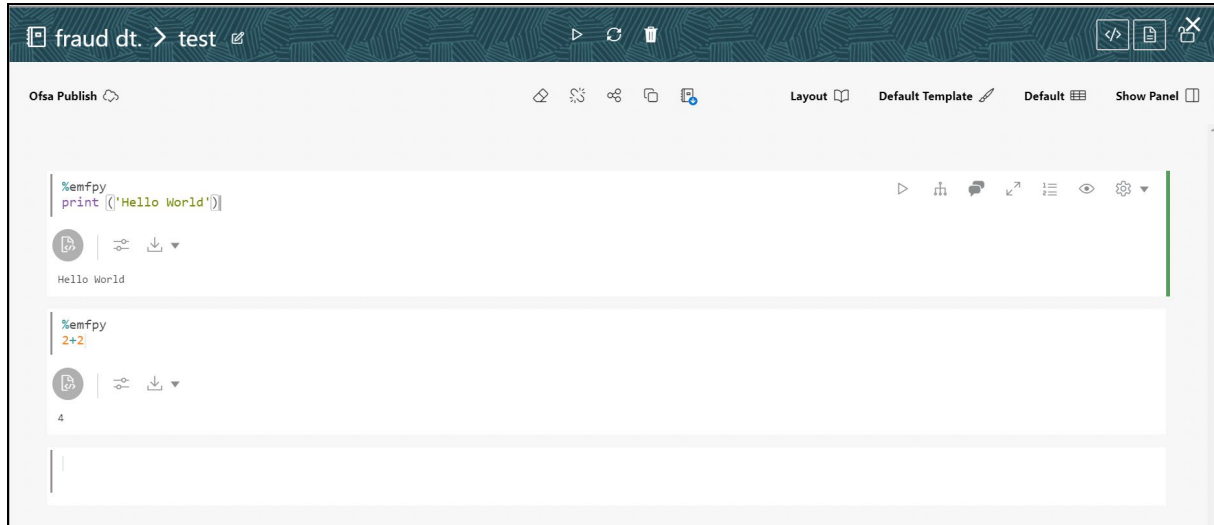 fraud dt. > test
Ofsa Publish
Layout Default Template Default Show Panel
%emfpy
print ('Hello World')
Hello World
%emfpy
2+2
4